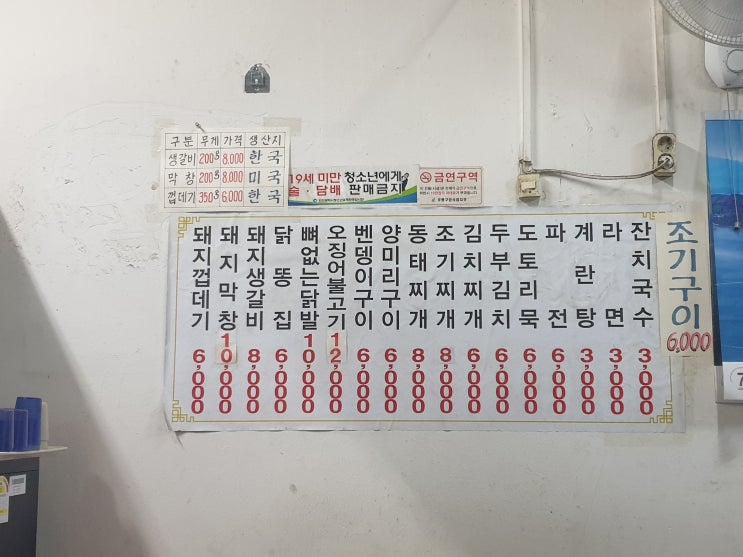 구분 무게 가격 생산지
생갈비 200g 8,000 한국
막창 200g 8,000 미국
껍데기 350g 6,000 한국
19세 미만 청소년에게
술·담배 판매금지
금연구역
돼지껍데기 6,000
돼지막창 10,000
돼지생갈비 8,000
닭똥집 6,000
뼈없는닭발 10,000
오징어불고기 12,000
벤뎅이구이 6,000
양미리구이 6,000
동태찌개 8,000
조기찌개 8,000
김치찌개 6,000
두부김치 6,000
도토리묵 6,000
파전 6,000
계란탕 3,000
라면 3,000
잔치국수 3,000
조기구이 6,000
7